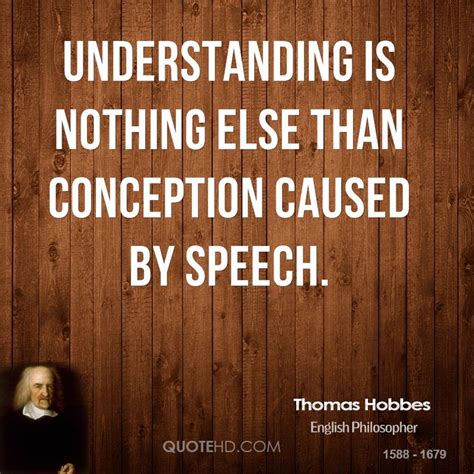 UNDERSTANDING IS
NOTHING ELSE THAN
CONCEPTION CAUSED
BY SPEECH.
Thomas Hobbes
English Philosopher
1588 - 1679
QUOTEHD.COM